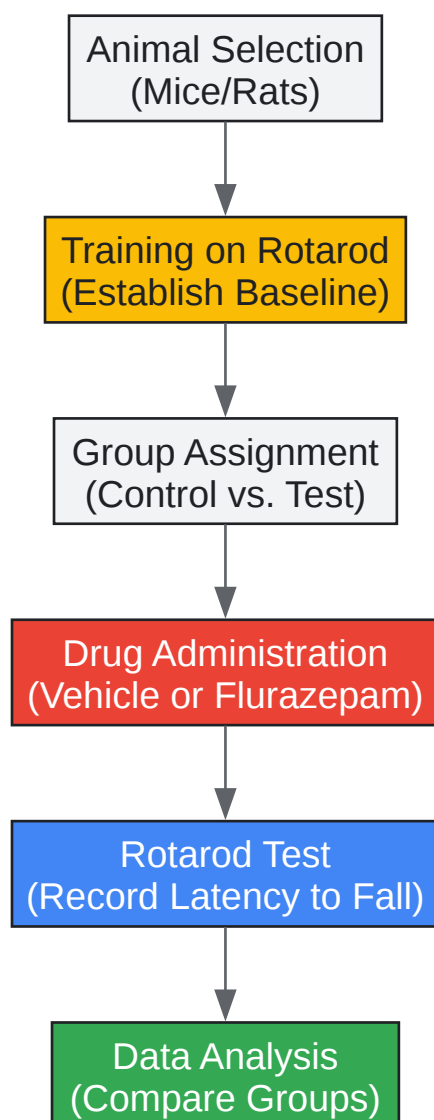 Animal Selection
(Mice/Rats)
Training on Rotarod
(Establish Baseline)
Group Assignment
(Control vs. Test)
Drug Administration
(Vehicle or Flurazepam)
Rotarod Test
(Record Latency to Fall)
Data Analysis
(Compare Groups)